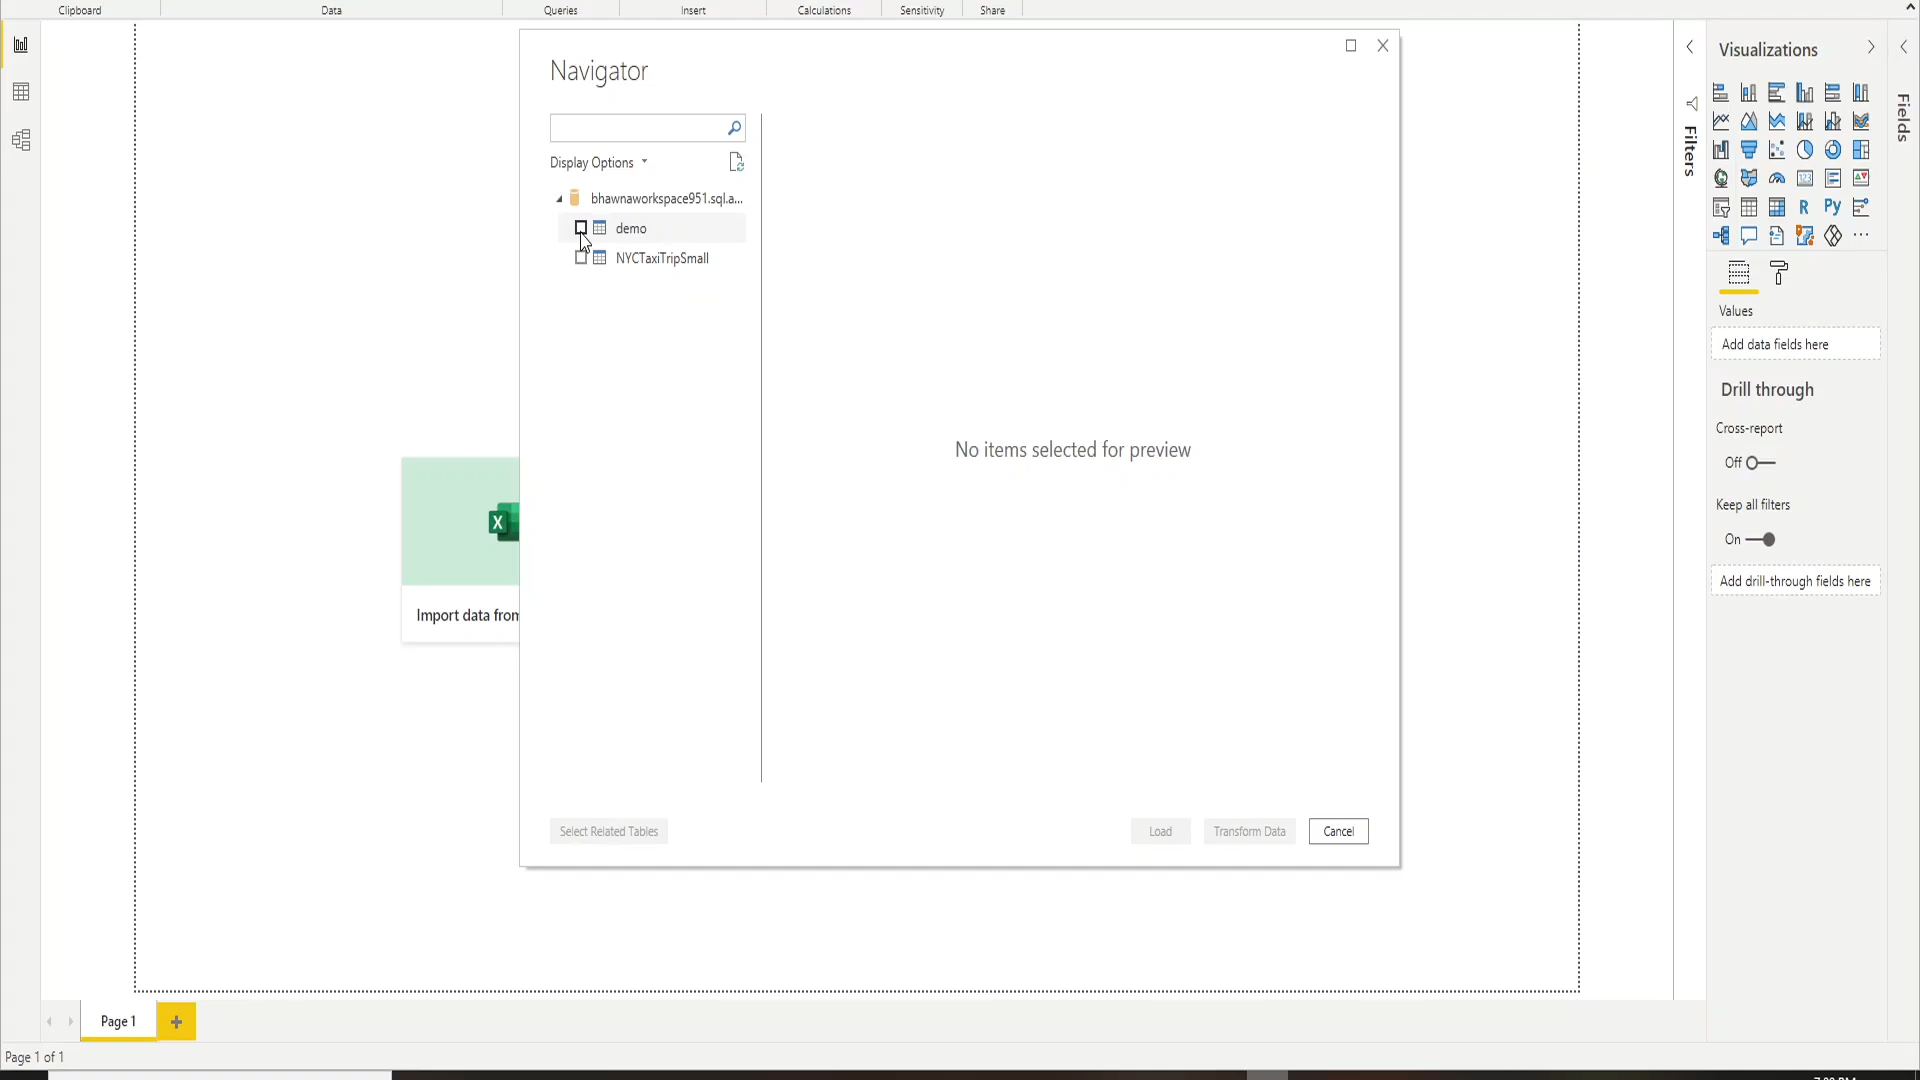 Clipboard
Data
Queries
Insert
Calculations
Sensitivity
Share
Navigator
Display Options
bhawnaworkspace951.sql.a...
demo
NYCTaxiTripSmall
No items selected for preview
Select Related Tables
Load
Transform Data
Cancel
Import data from
Filters
Visualizations
Fields
123
R
Py
Values
Add data fields here
Drill through
Cross-report
Off
Keep all filters
On
Add drill-through fields here
Page 1
Page 1 of 1